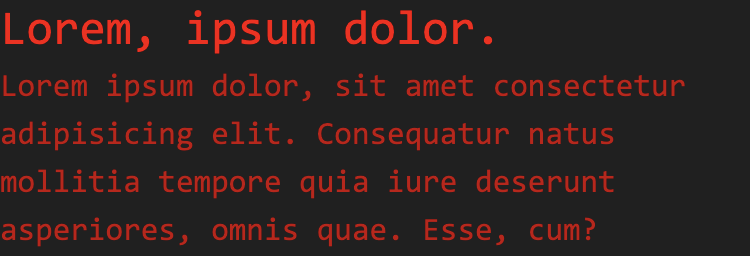 Lorem, ipsum dolor.
Lorem ipsum dolor, sit amet consectetur
adipisicing elit. Consequatur natus
mollitia tempore quia iure deserunt
asperiores, omnis quae. Esse, cum?